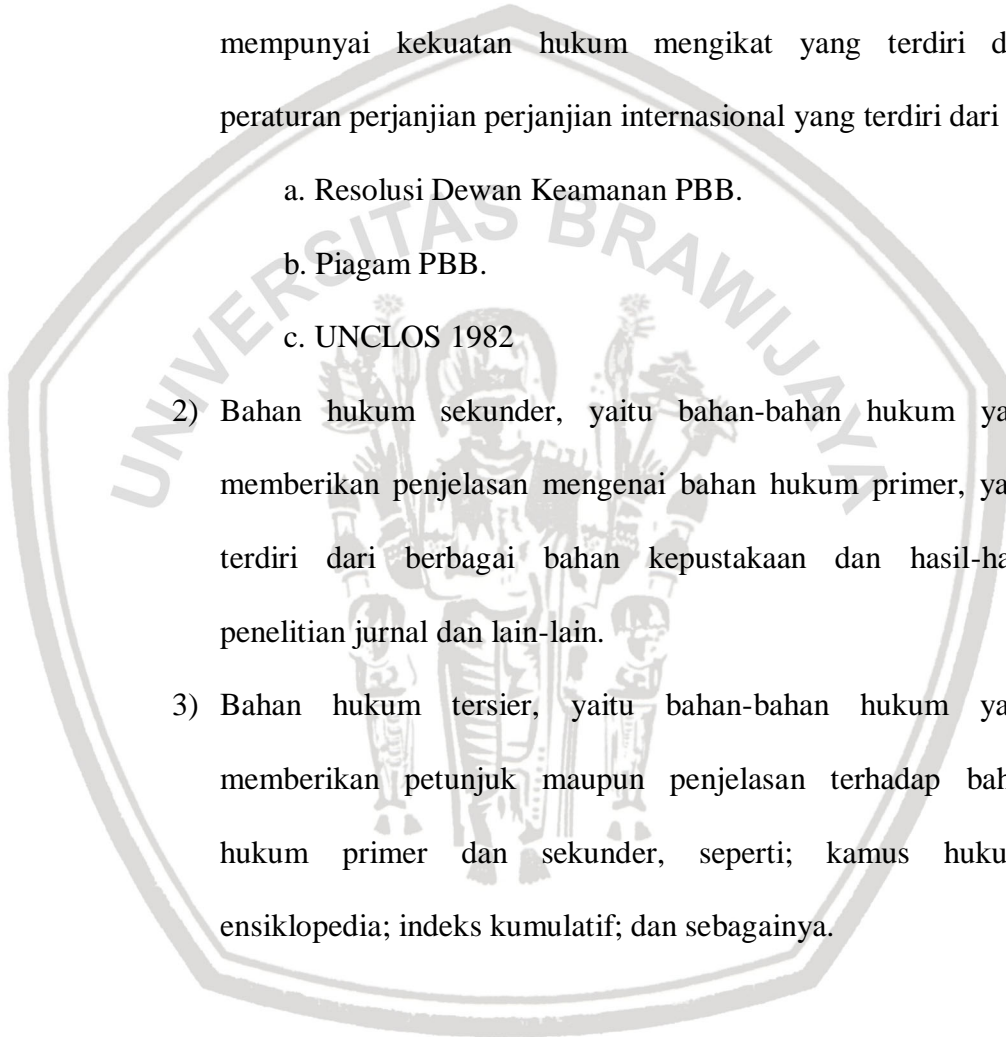 mempunyai kekuatan hukum mengikat yang terdiri d
peraturan perjanjian perjanjian internasional yang terdiri dari
a. Resolusi Dewan Keamanan PBB.
b. Piagam PBB.
c. UNCLOS 1982
2) Bahan hukum sekunder, yaitu bahan-bahan hukum ya
memberikan penjelasan mengenai bahan hukum primer, ya
terdiri dari berbagai bahan kepustakaan dan hasil-ha
penelitian jurnal dan lain-lain.
3) Bahan hukum tersier, yaitu bahan-bahan hukum ya
memberikan petunjuk maupun penjelasan terhadap bah
hukum primer dan sekunder, seperti; kamus huku
ensiklopedia; indeks kumulatif; dan sebagainya.
UNIVERSITAS BRAWIJAYA